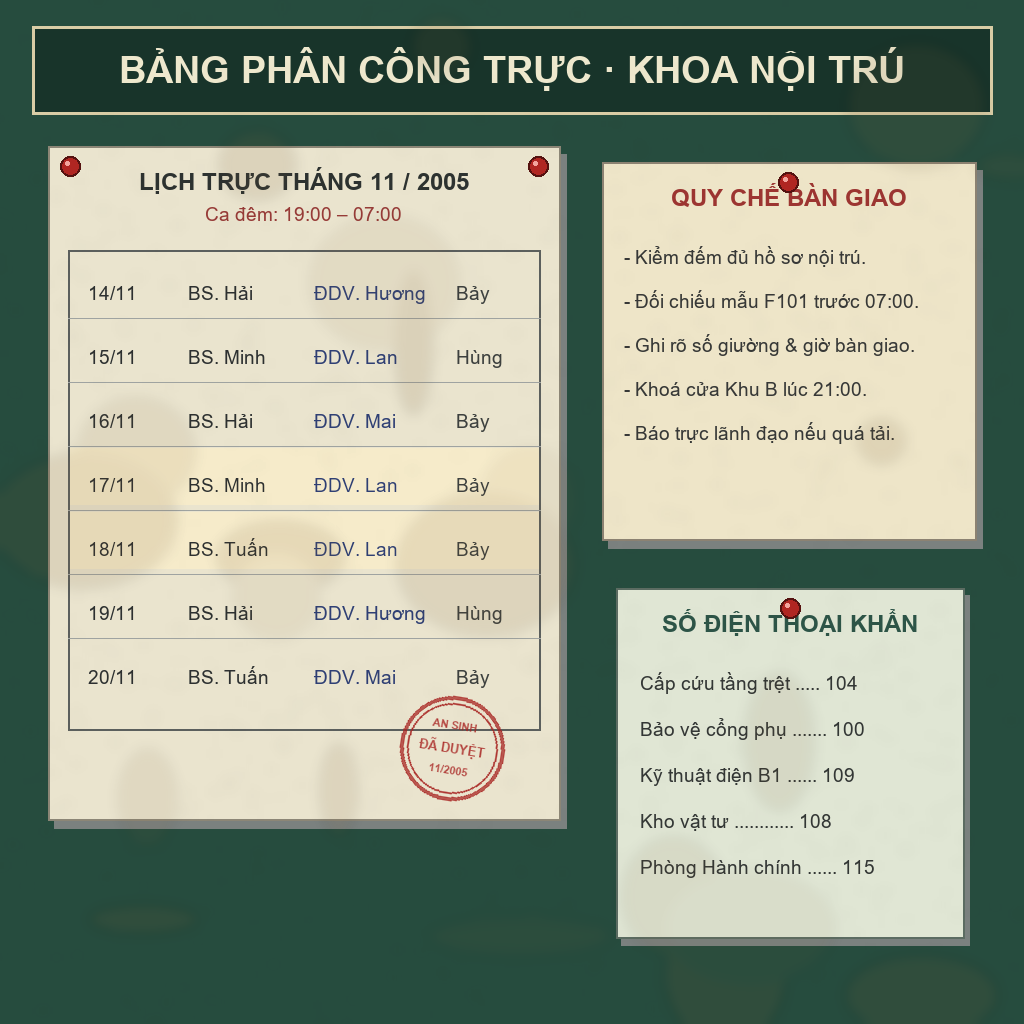 BẢNG PHÂN CÔNG TRỰC · KHOA NỘI TRÚ
LỊCH TRỰC THÁNG 11 / 2005
Ca đêm: 19:00 – 07:00
14/11 BS. Hải ĐDV. Hương Bảy
15/11 BS. Minh ĐDV. Lan Hùng
16/11 BS. Hải ĐDV. Mai Bảy
17/11 BS. Minh ĐDV. Lan Bảy
18/11 BS. Tuấn ĐDV. Lan Bảy
19/11 BS. Hải ĐDV. Hương Hùng
20/11 BS. Tuấn ĐDV. Mai Bảy
AN SINH
ĐÃ DUYỆT
11/2005
QUY CHẾ BÀN GIAO
- Kiểm đếm đủ hồ sơ nội trú.
- Đối chiếu mẫu F101 trước 07:00.
- Ghi rõ số giường & giờ bàn giao.
- Khoá cửa Khu B lúc 21:00.
- Báo trực lãnh đạo nếu quá tải.
SỐ ĐIỆN THOẠI KHẨN
Cấp cứu tầng trệt ..... 104
Bảo vệ cổng phụ ....... 100
Kỹ thuật điện B1 ...... 109
Kho vật tư ............ 108
Phòng Hành chính ...... 115